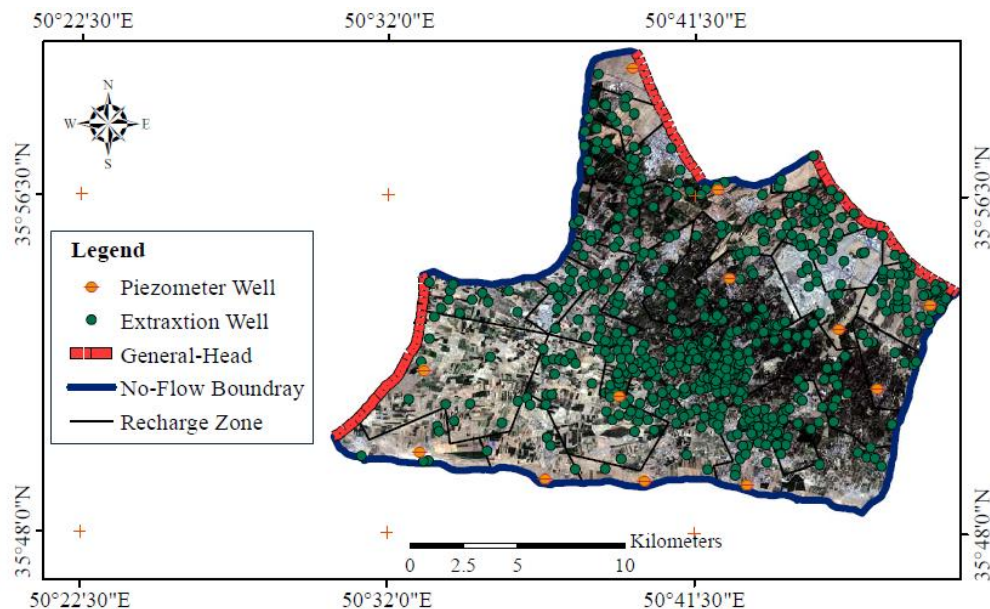 50°22'30"E 50°32'0"E 50°41'30"E
N
W E
S
35°56'30"N 35°56'30"N
Legend
Piezometer Well
Extraxtion Well
General-Head
No-Flow Boundray
Recharge Zone
35°48'0"N 35°48'0"N
Kilometers
0 2.5 5 10
50°22'30"E 50°32'0"E 50°41'30"E